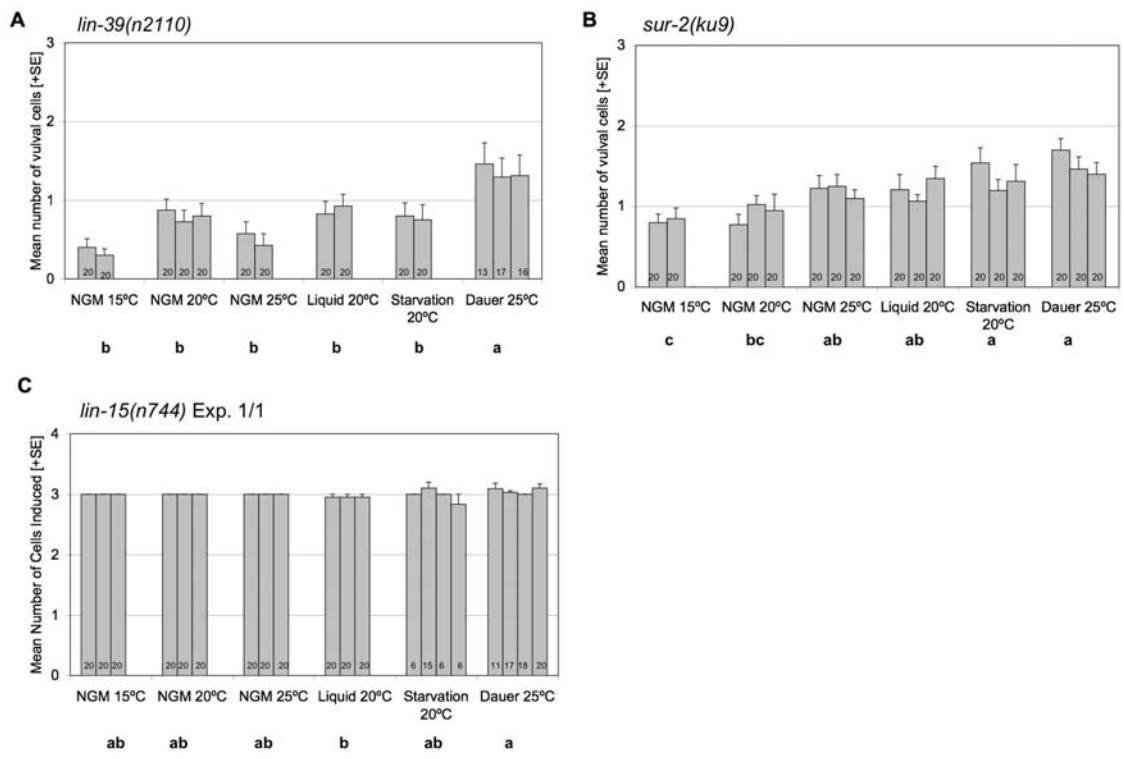 A
lin-39(n2110)
Mean number of vulval cells [+SE]
3
2
1
0
20 20
20 20 20
20 20
20 20
20 20
13 17 16
NGM 15ºC NGM 20ºC NGM 25ºC Liquid 20ºC Starvation 20ºC Dauer 25ºC
b b b b b a
B
sur-2(ku9)
Mean number of vulval cells [+SE]
3
2
1
0
20 20
20 20 20
20 20 20
20 20 20
20 20 20
20 20 20
NGM 15ºC NGM 20ºC NGM 25ºC Liquid 20ºC Starvation 20ºC Dauer 25ºC
c bc ab ab a a
C
lin-15(n744) Exp. 1/1
Mean Number of Cells Induced [+SE]
4
3
2
1
0
20 20 20
20 20 20
20 20 20
20 20 20
6 15 6 6
11 17 18 20
NGM 15ºC NGM 20ºC NGM 25ºC Liquid 20ºC Starvation 20ºC Dauer 25ºC
ab ab ab b ab a